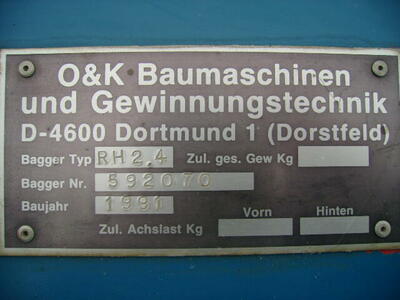 O&K Baumaschinen
und Gewinnungstechnik
D-4600 Dortmund 1 (Dorstfeld)
Bagger Typ RH2,4 Zul. ges. Gew Kg
Bagger Nr. 592070
Baujahr 1991 Vorn Hinten
Zul. Achslast Kg